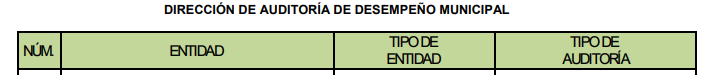 DIRECCIÓN DE AUDITORÍA DE DESEMPEÑO MUNICIPAL
NÚM. ENTIDAD TIPO DE ENTIDAD TIPO DE AUDITORÍA